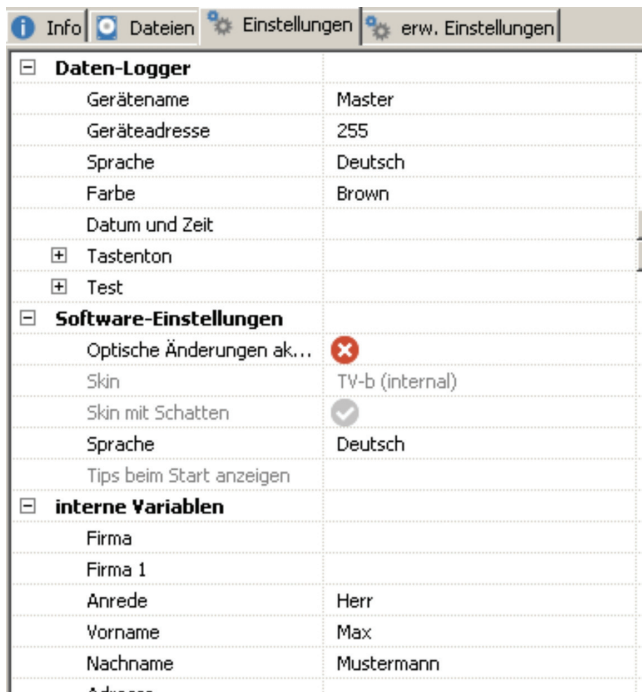 Info Dateien Einstellungen erw. Einstellungen
Daten-Logger
Gerätename Master
Geräteadresse 255
Sprache Deutsch
Farbe Brown
Datum und Zeit
Tastenton
Test
Software-Einstellungen
Optische Änderungen ak...
Skin TV-b (internal)
Skin mit Schatten
Sprache Deutsch
Tips beim Start anzeigen
interne Variablen
Firma
Firma 1
Anrede Herr
Vorname Max
Nachname Mustermann